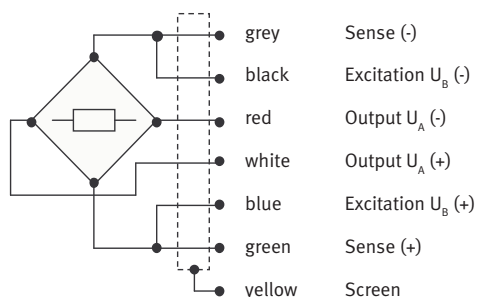 grey Sense (-)
black Excitation U_B (-)
red Output U_A (-)
white Output U_A (+)
blue Excitation U_B (+)
green Sense (+)
yellow Screen